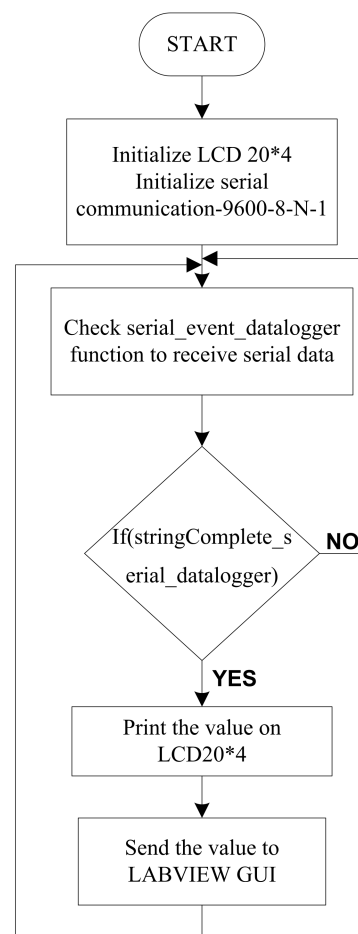 START
Initialize LCD 20*4
Initialize serial
communication-9600-8-N-1
Check serial_event_datalogger
function to receive serial data
If(stringComplete_s
erial_datalogger)
NO
YES
Print the value on
LCD20*4
Send the value to
LABVIEW GUI